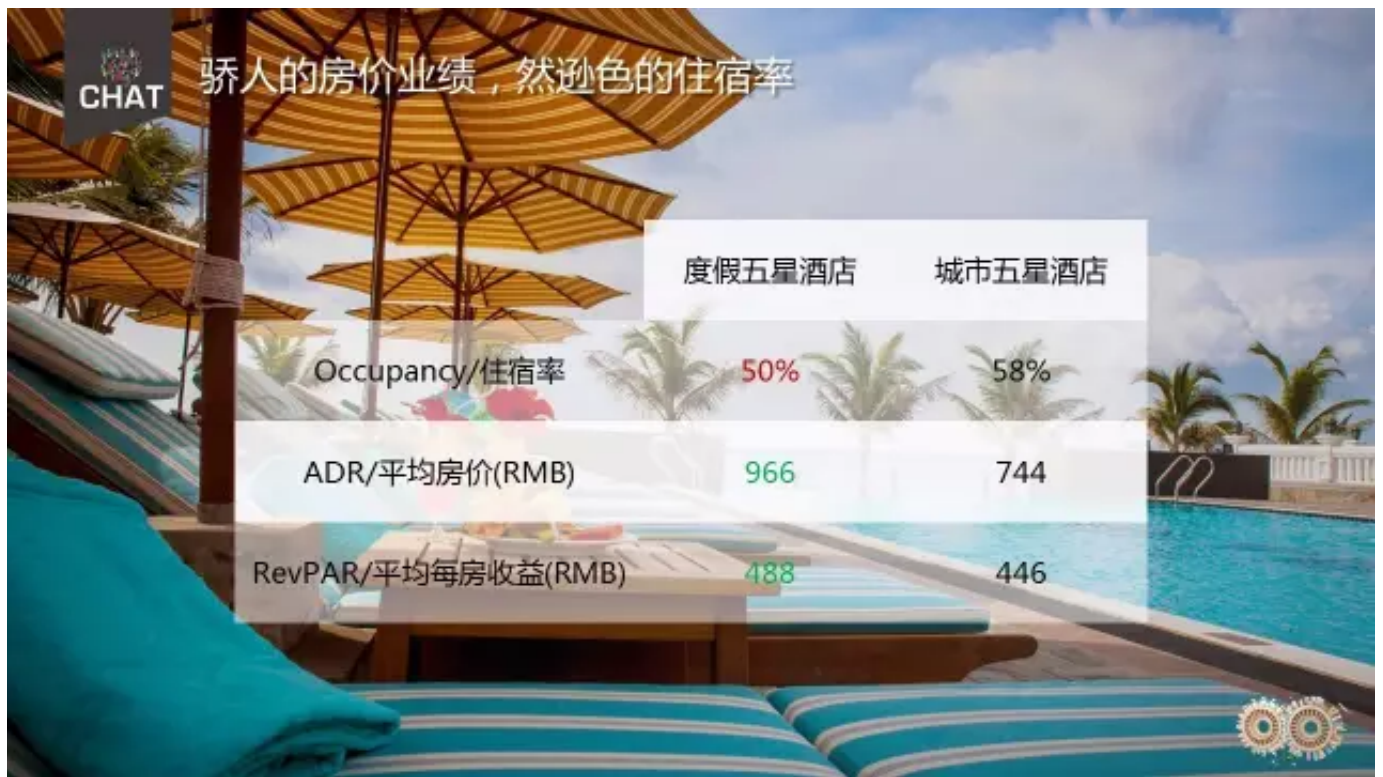 CHAT
骄人的房价业绩，然逊色的住宿率
度假五星酒店 城市五星酒店
Occupancy/住宿率 50% 58%
ADR/平均房价(RMB) 966 744
RevPAR/平均每房收益(RMB) 488 446